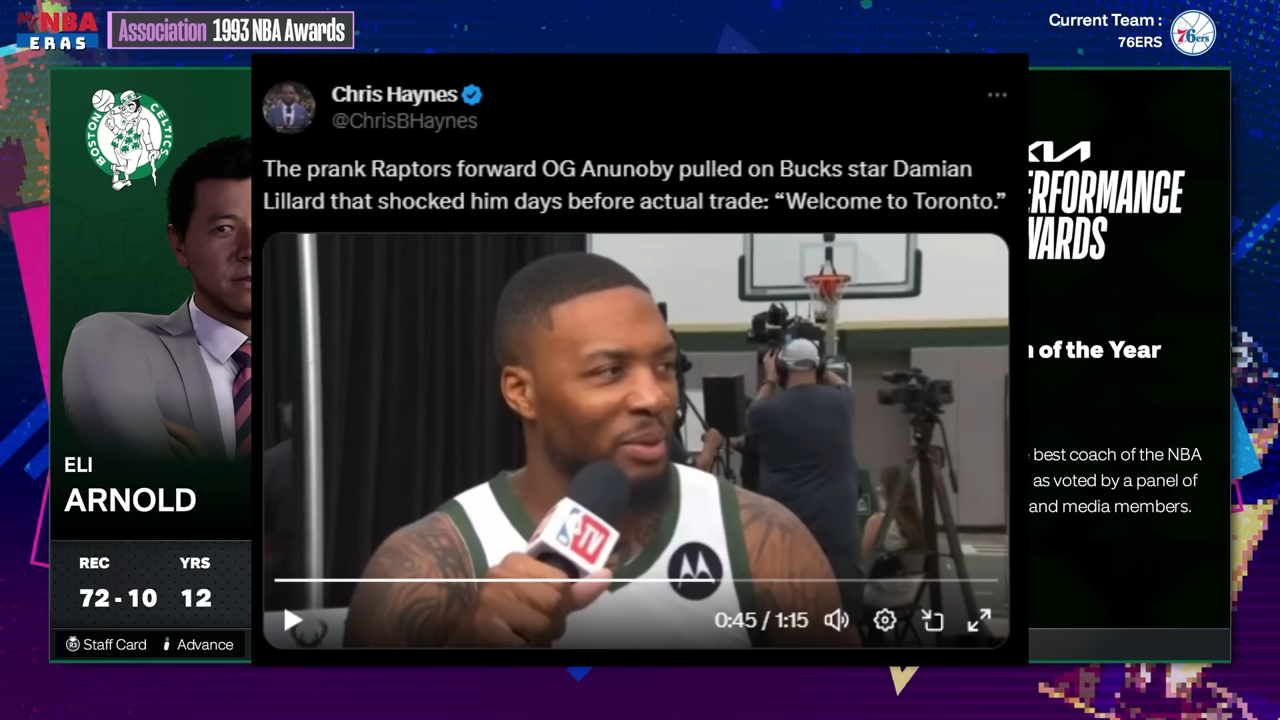 MyNBA
ERAS
Association 1993 NBA Awards
Current Team :
76ERS
76ers
BOSTON CELTICS
Chris Haynes
@ChrisBHaynes
The prank Raptors forward OG Anunoby pulled on Bucks star Damian
Lillard that shocked him days before actual trade: “Welcome to Toronto.”
ERFORMANCE
WARDS
of the Year
best coach of the NBA
as voted by a panel of
and media members.
ELI
ARNOLD
REC YRS
72-10 12
Staff Card Advance
TV
0:45 / 1:15